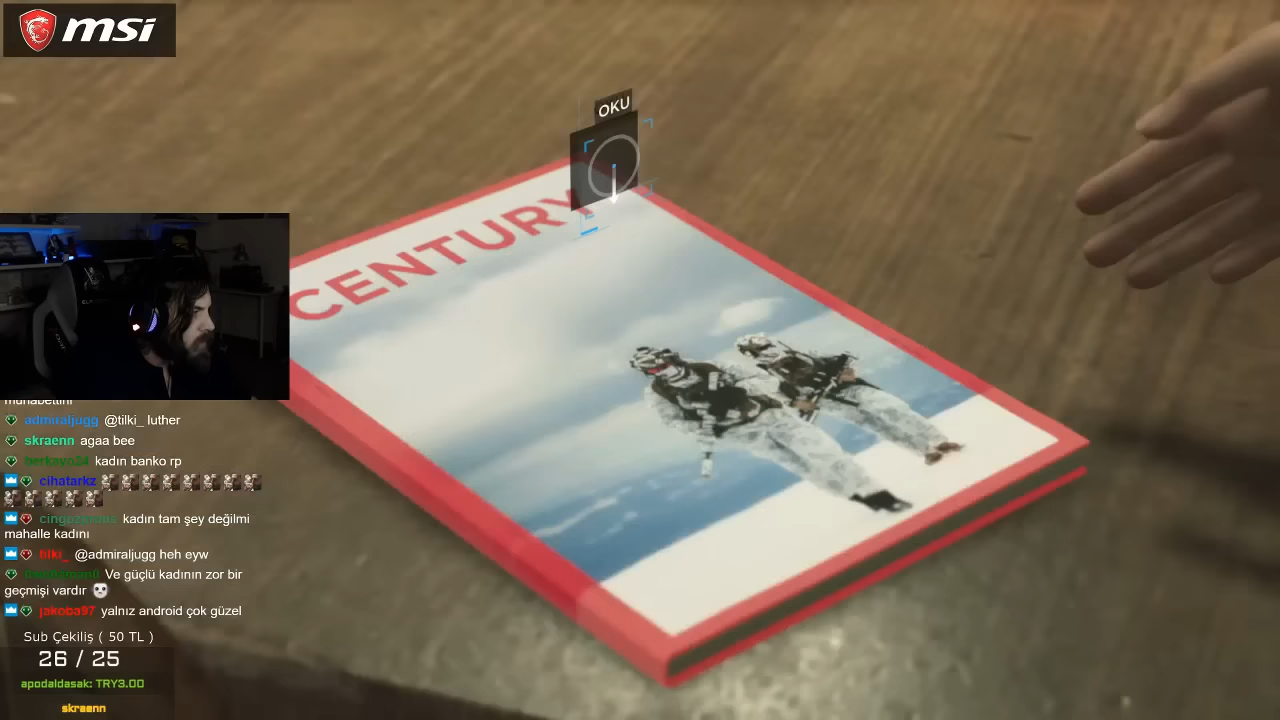 msi
OKU
CENTURY
admiraljugg @tilki_ luther
skraenn agaa bee
berkayo24 kadın banko rp
cihatarkz
kadın tam şey değilmi
mahalle kadını
tilki_ @admiraljugg heh eyw
Ve güçlü kadının zor bir
geçmişi vardır
jakoba97 yalnız android çok güzel
Sub Çekiliş ( 50 TL )
26 / 25
apodaldasak: TRY3.00
skraenn